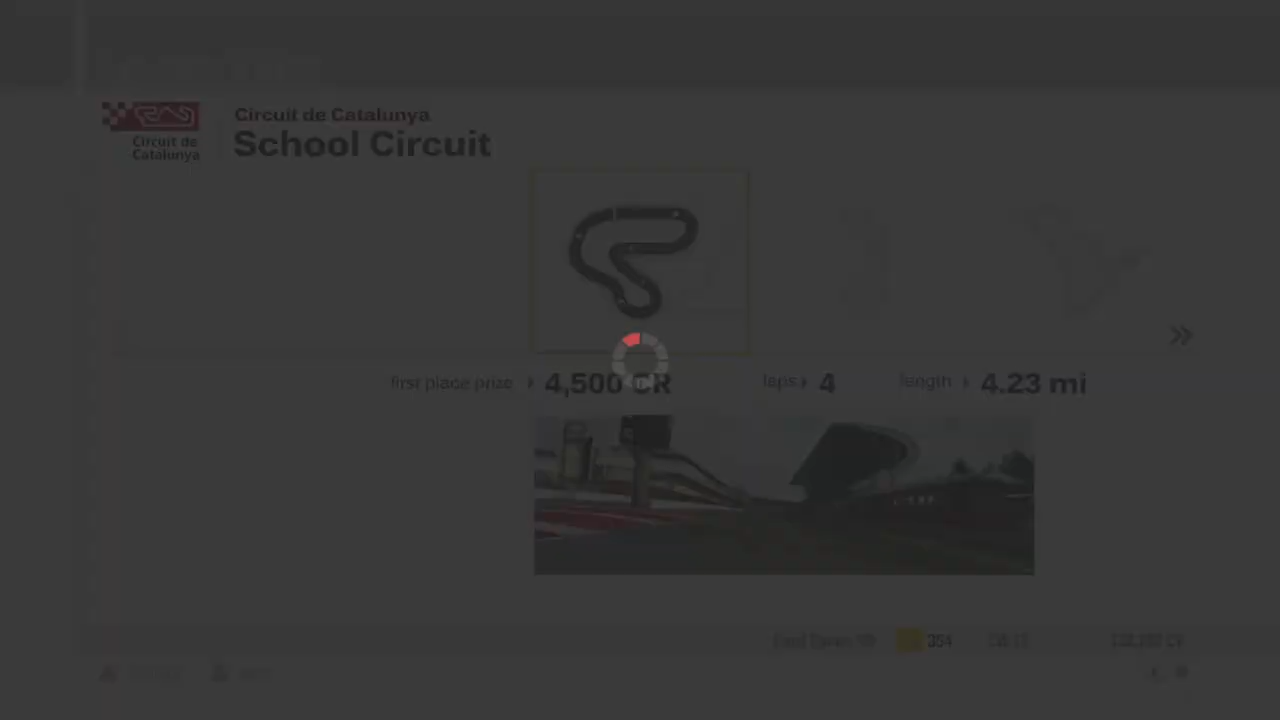 Circuit de Catalunya
School Circuit
Circuit de
Catalunya
first place prize 4,500 CR laps 4 length 4.23 mi
354